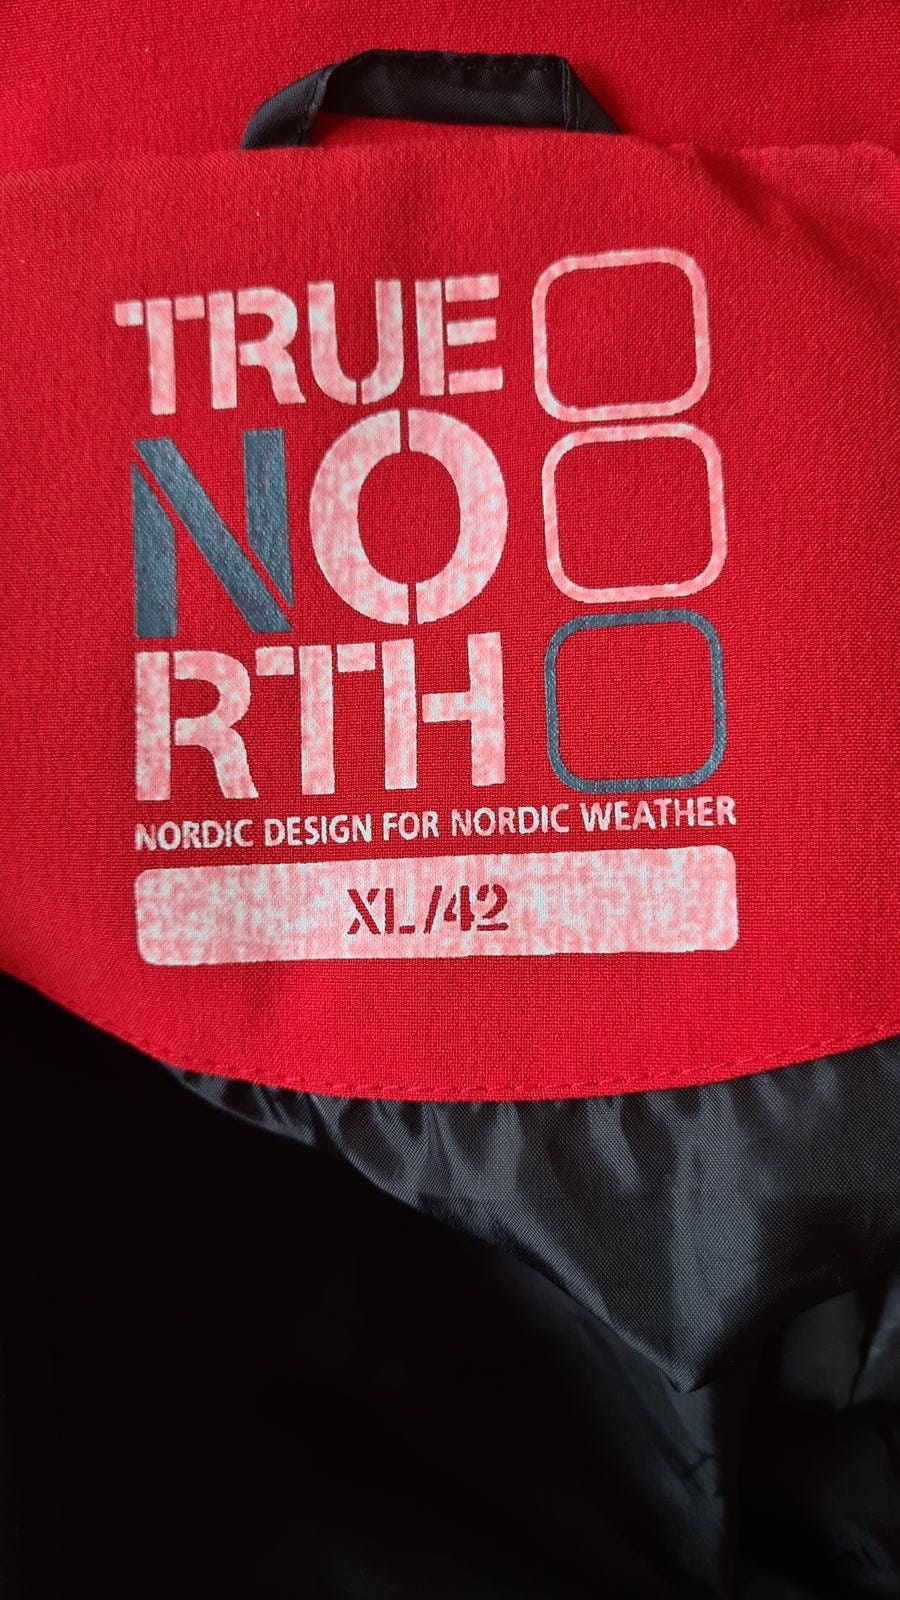 TRUE
NO
RTH
NORDIC DESIGN FOR NORDIC WEATHER
XL/42